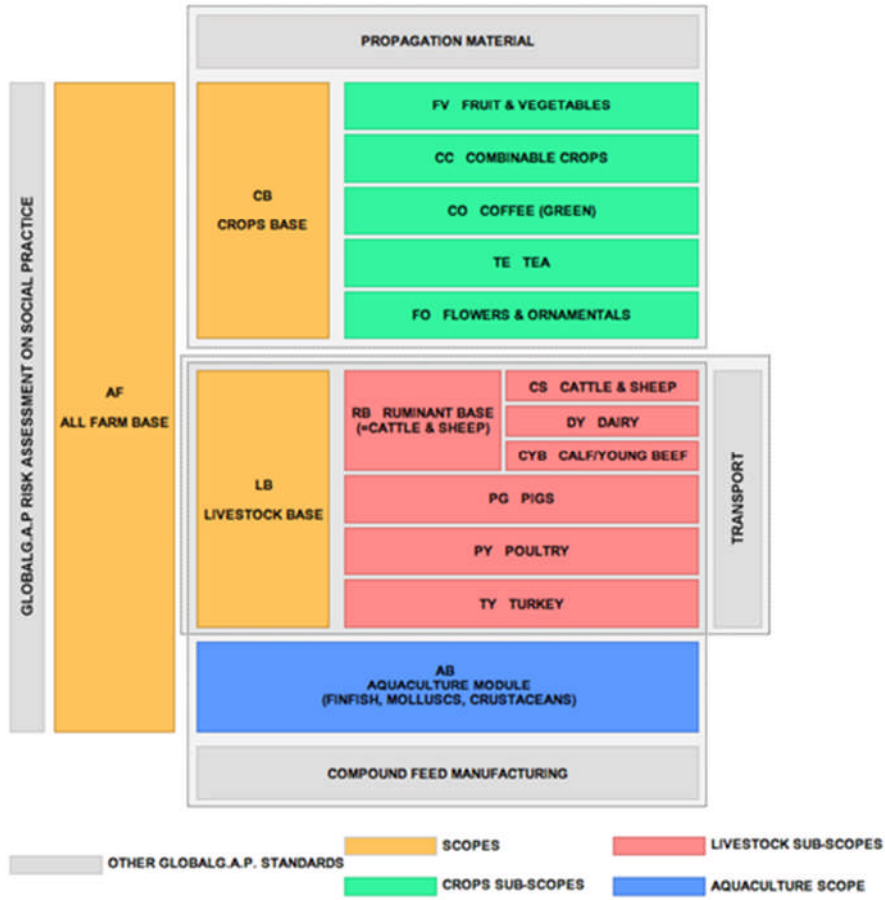 PROPAGATION MATERIAL
GLOBALG.A.P RISK ASSESSMENT ON SOCIAL PRACTICE
AF
ALL FARM BASE
CB
CROPS BASE
FV FRUIT & VEGETABLES
CC COMBINABLE CROPS
CO COFFEE (GREEN)
TE TEA
FO FLOWERS & ORNAMENTALS
LB
LIVESTOCK BASE
RB RUMINANT BASE
(=CATTLE & SHEEP)
CS CATTLE & SHEEP
DY DAIRY
CYB CALF/YOUNG BEEF
PG PIGS
PY POULTRY
TY TURKEY
TRANSPORT
AB
AQUACULTURE MODULE
(FINFISH, MOLLUSCS, CRUSTACEANS)
COMPOUND FEED MANUFACTURING
OTHER GLOBALG.A.P. STANDARDS
SCOPES
LIVESTOCK SUB-SCOPES
CROPS SUB-SCOPES
AQUACULTURE SCOPE